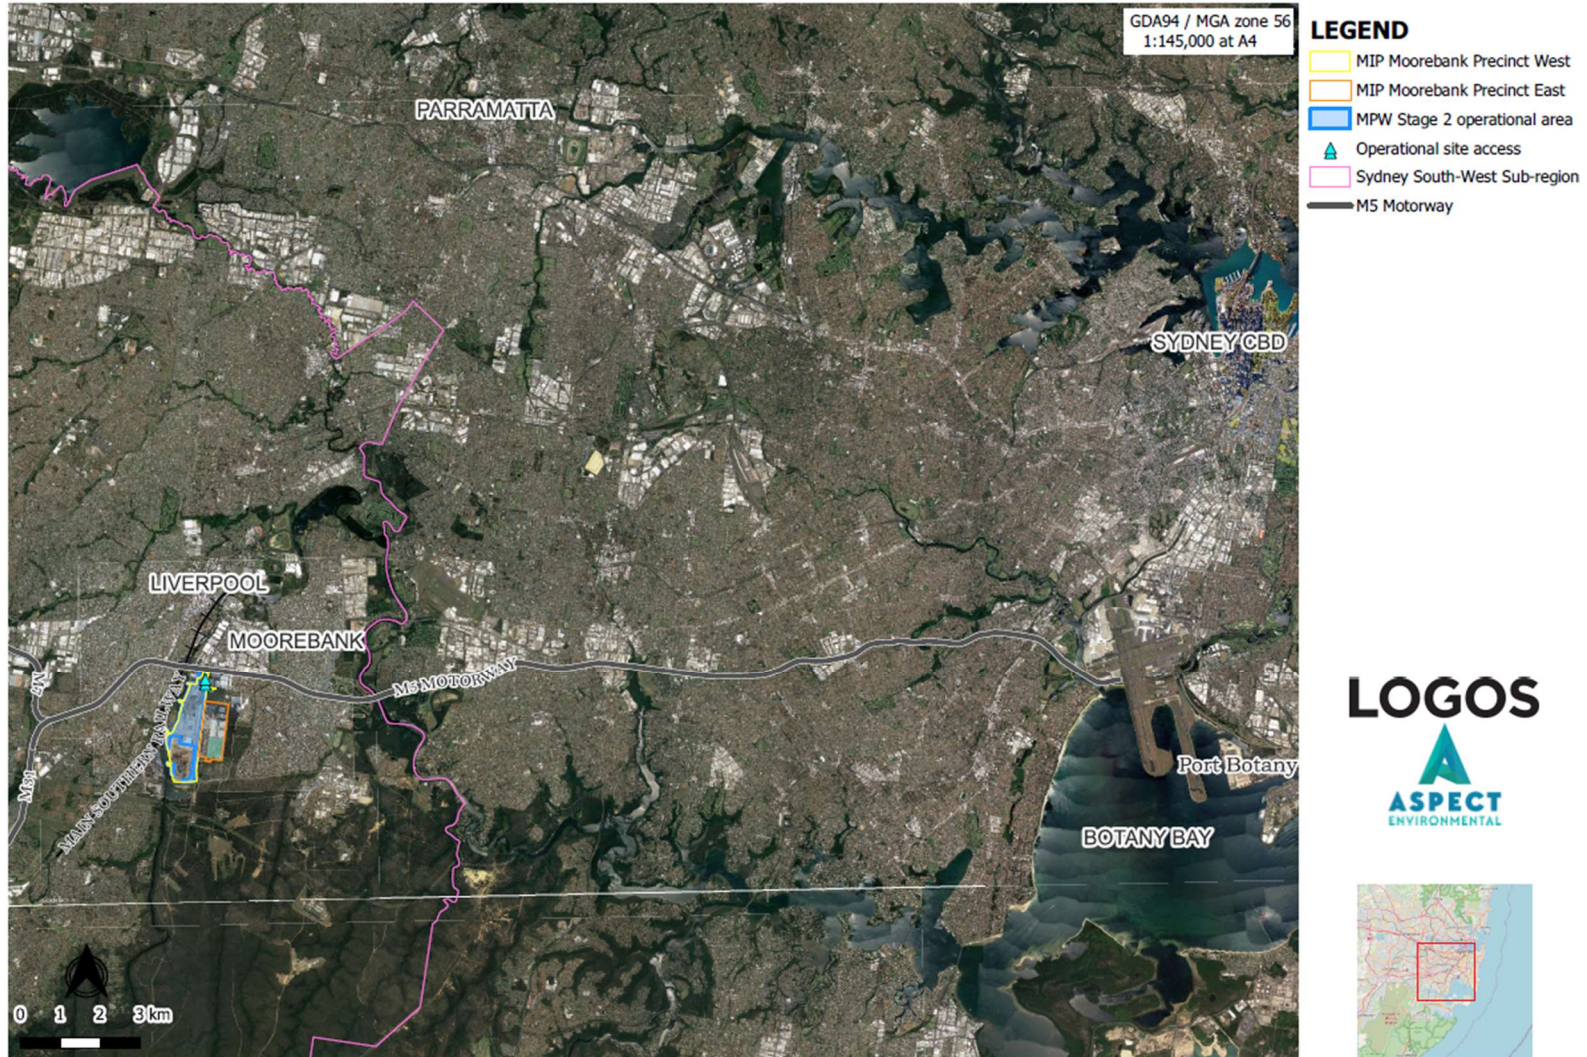 GDA94 / MGA zone 56
1:145,000 at A4
LEGEND
MIP Moorebank Precinct West
MIP Moorebank Precinct East
MPW Stage 2 operational area
Operational site access
Sydney South-West Sub-region
M5 Motorway
PARRAMATTA
SYDNEY CBD
LIVERPOOL
MOOREBANK
M5 MOTORWAY
M7
M31
MAIN SOUTHERN RAILWAY
Port Botany
BOTANY BAY
0 1 2 3 km
LOGOS
ASPECT
ENVIRONMENTAL